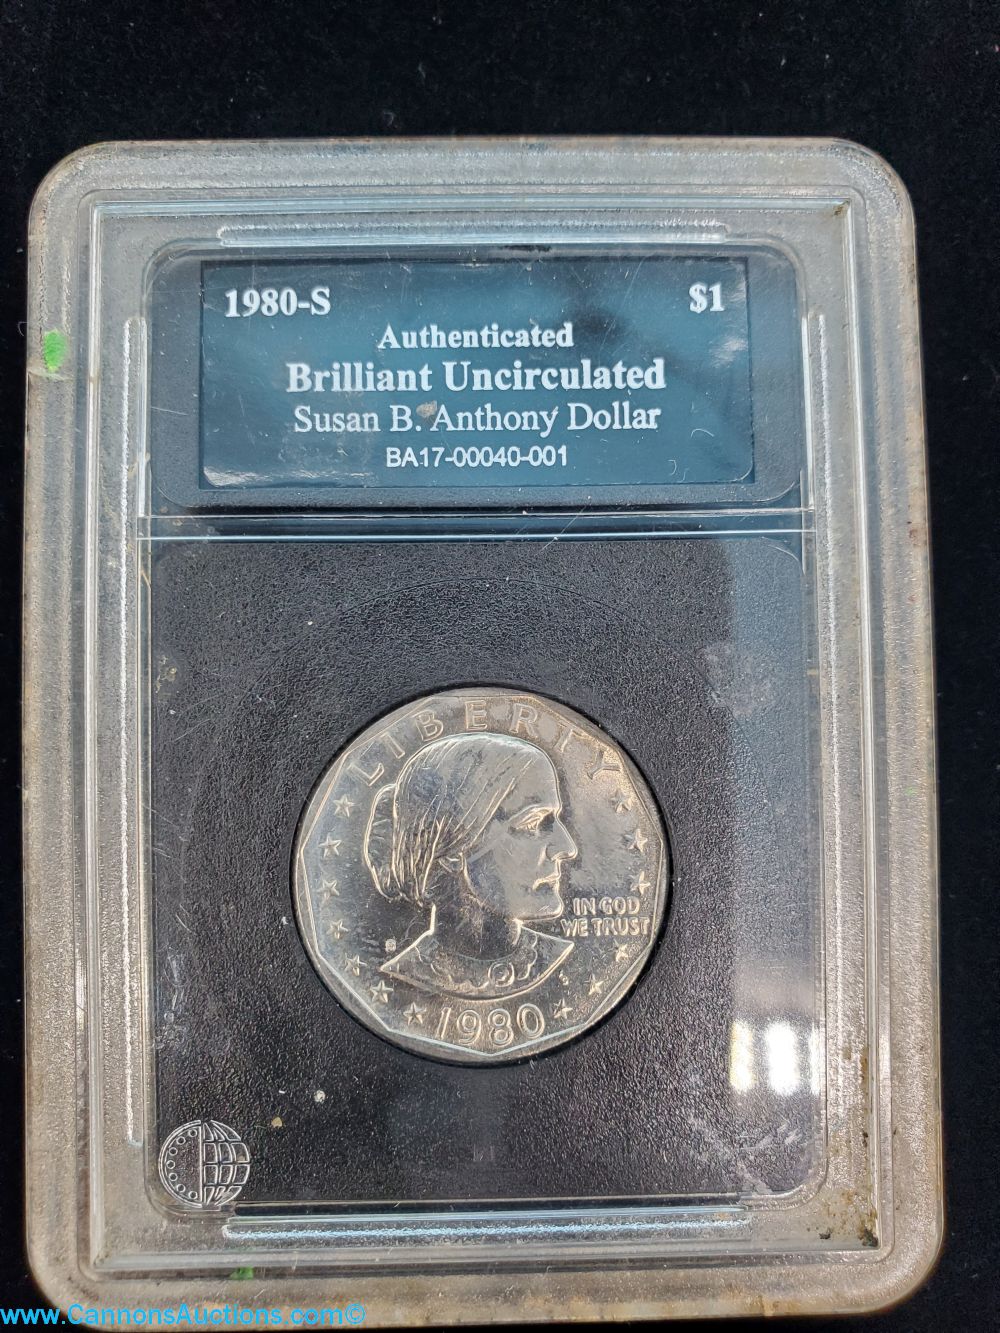 1980-S $1
Authenticated
Brilliant Uncirculated
Susan B. Anthony Dollar
BA17-00040-001
LIBERTY
IN GOD
WE TRUST
S
1980
www.CannonsAuctions.com©